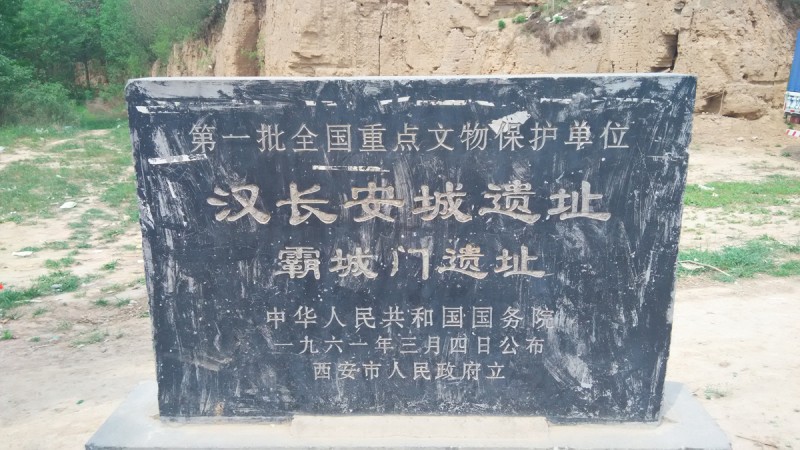 第一批全国重点文物保护单位
汉长安城遗址
霸城门遗址
中华人民共和国国务院
一九六一年三月四日公布
西安市人民政府立